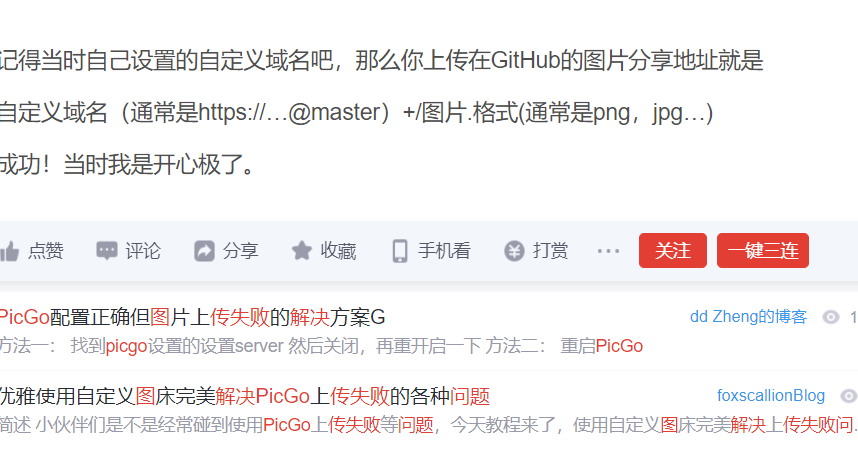 记得当时自己设置的自定义域名吧，那么你上传在GitHub的图片分享地址就是
自定义域名（通常是https://…@master）+/图片.格式(通常是png，jpg…)
成功！当时我是开心极了。
点赞 评论 分享 收藏 手机看 打赏 ··· 关注 一键三连
PicGo配置正确但图片上传失败的解决方案G dd Zheng的博客 1
方法一： 找到picgo设置的设置server 然后关闭，再重开启一下 方法二： 重启PicGo
优雅使用自定义图床完美解决PicGo上传失败的各种问题 foxscallionBlog
简述 小伙伴们是不是经常碰到使用PicGo上传失败等问题，今天教程来了，使用自定义图床完美解决上传失败问.